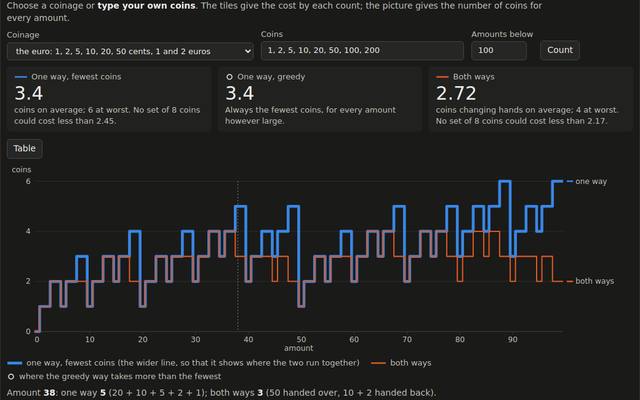 Choose a coinage or type your own coins. The tiles give the cost by each count; the picture gives the number of coins for
every amount.
Coinage
Coins
Amounts below
the euro: 1, 2, 5, 10, 20, 50 cents, 1 and 2 euros
1, 2, 5, 10, 20, 50, 100, 200
100
Count
One way, fewest coins
3.4
coins on average; 6 at worst. No set of 8 coins
could cost less than 2.45.
One way, greedy
3.4
Always the fewest coins, for every amount
however large.
Both ways
2.72
coins changing hands on average; 4 at worst.
No set of 8 coins could cost less than 2.17.
Table
coins
6
4
2
0
one way
both ways
0 10 20 30 40 50 60 70 80 90
amount
one way, fewest coins (the wider line, so that it shows where the two run together)
both ways
where the greedy way takes more than the fewest
Amount 38: one way 5 (20 + 10 + 5 + 2 + 1); both ways 3 (50 handed over, 10 + 2 handed back).